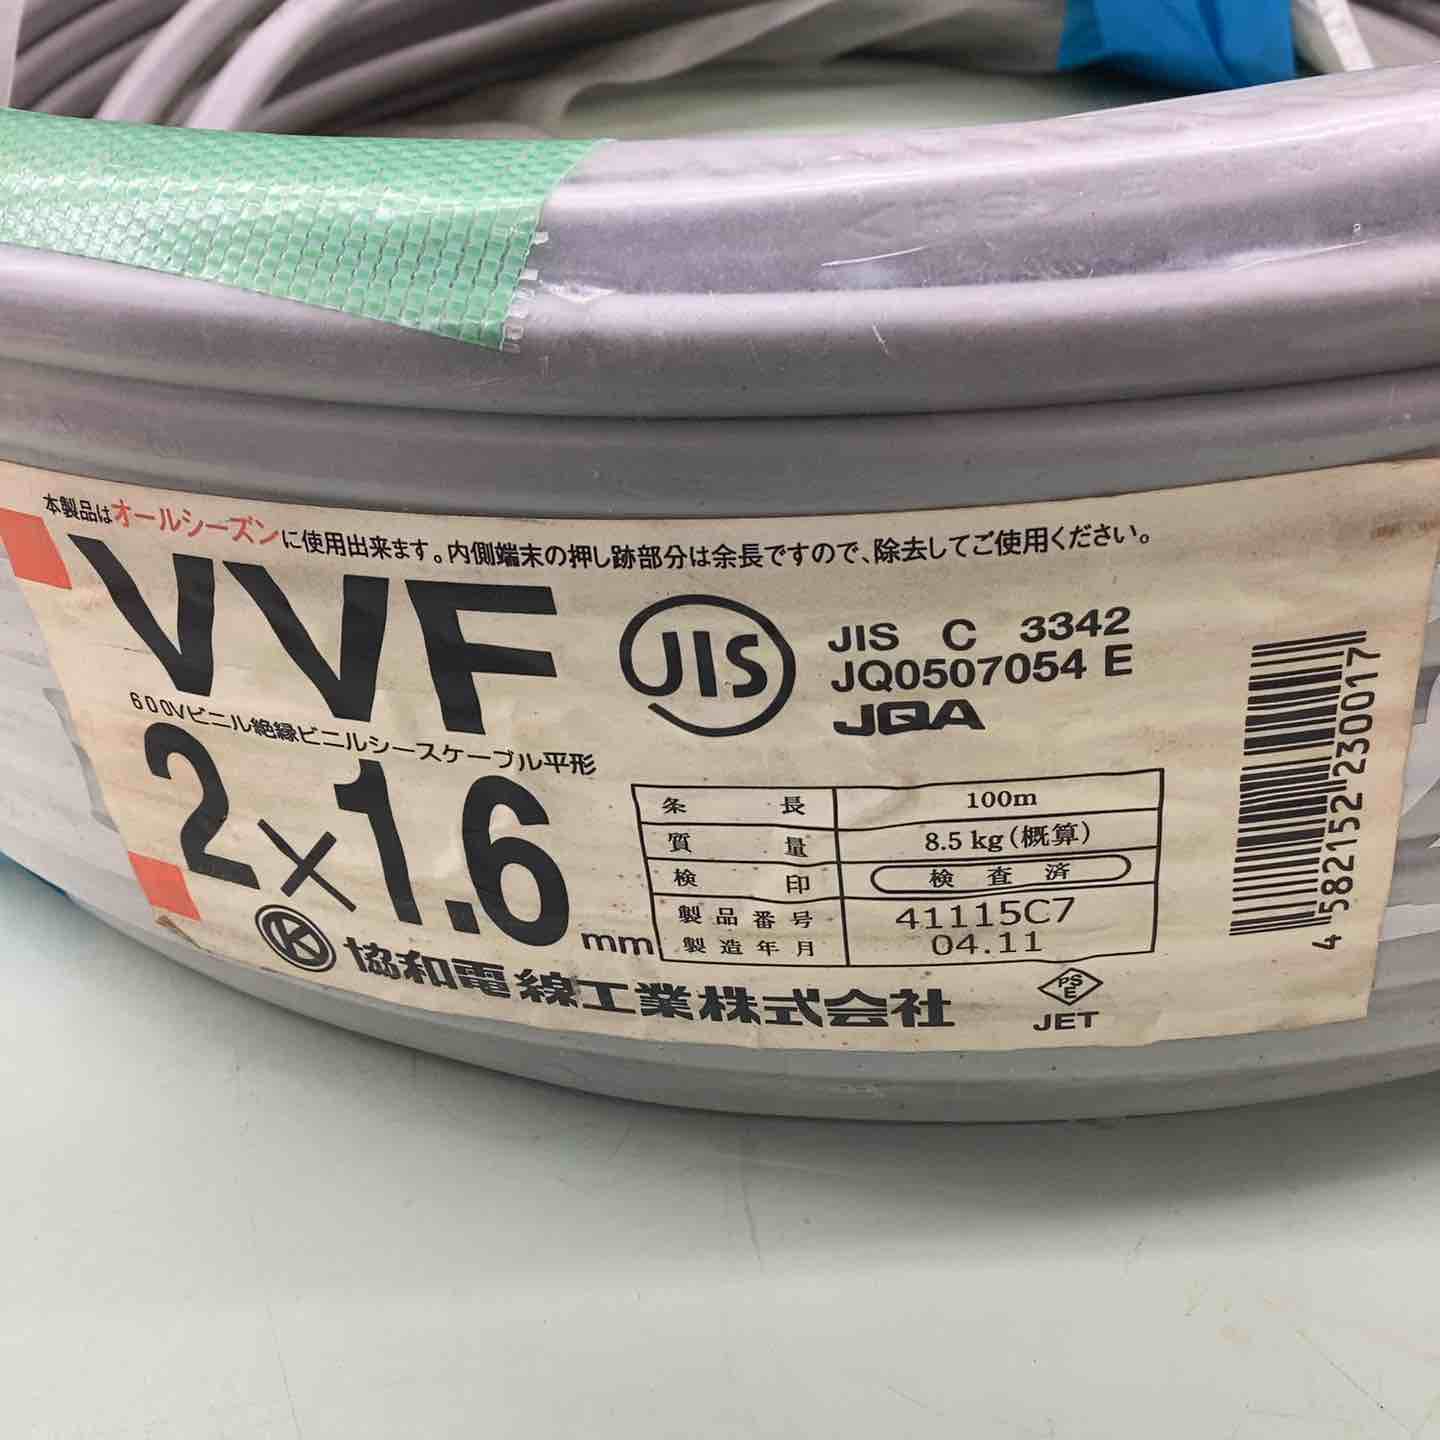 本製品はオールシーズンに使用出来ます。内側端末の押し跡部分は余長ですので、除去してご使用ください。
VVF
600Vビニル絶縁ビニルシースケーブル平形
2×1.6mm
JIS
JIS C 3342
JQ0507054 E
JQA
条長 100m
質量 8.5kg(概算)
検印 検査済
製品番号 41115C7
製造年月 04.11
K 協和電線工業株式会社
PSE
JET
4582152230017